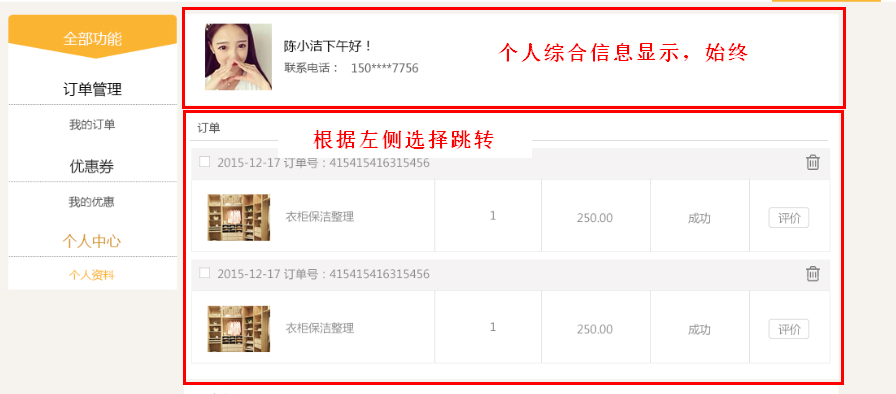 全部功能
订单管理
我的订单
优惠券
我的优惠
个人中心
个人资料
陈小洁下午好！
联系电话： 150****7756
个人综合信息显示，始终
订单
根据左侧选择跳转
2015-12-17 订单号：415415416315456
衣柜保洁整理 1 250.00 成功 评价
2015-12-17 订单号：415415416315456
衣柜保洁整理 1 250.00 成功 评价